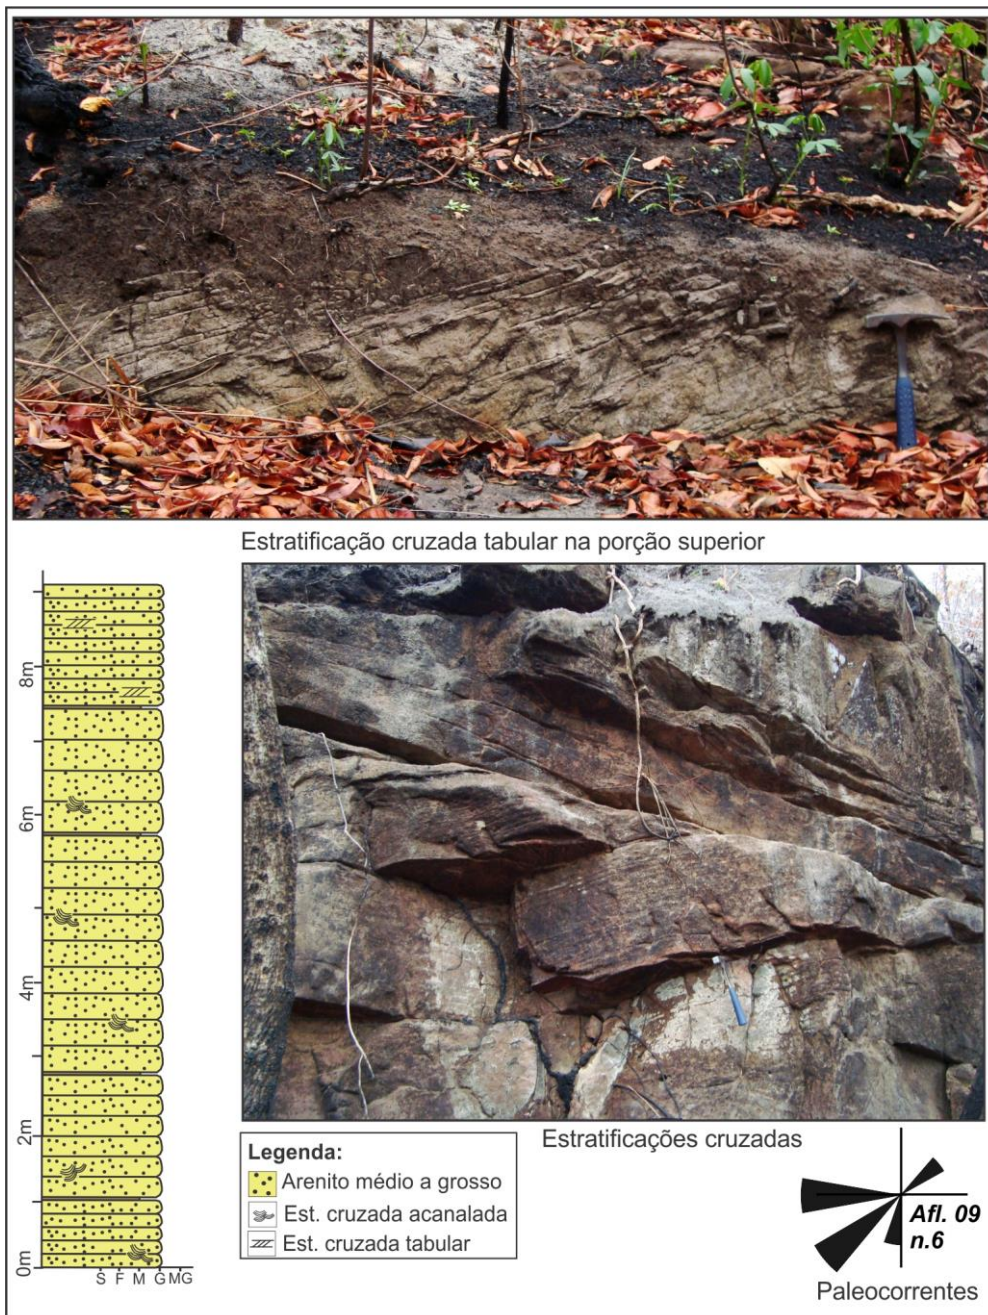 Estratificação cruzada tabular na porção superior
8m
6m
4m
2m
0m
S F M G MG
Estratificações cruzadas
Legenda:
Arenito médio a grosso
Est. cruzada acanalada
Est. cruzada tabular
Afl. 09
n.6
Paleocorrentes